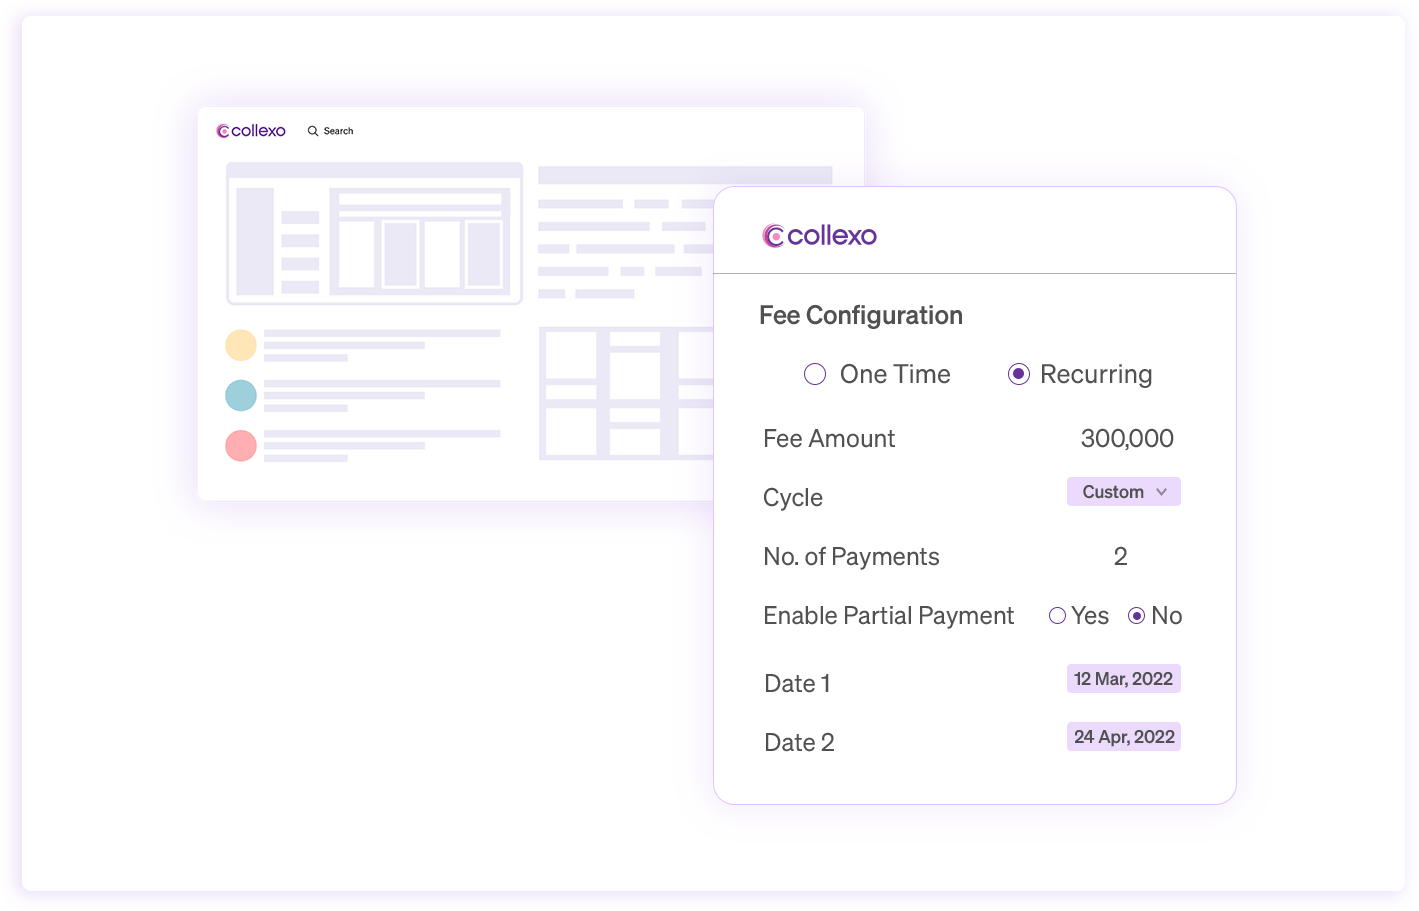 collexo Search
collexo
Fee Configuration
One Time Recurring
Fee Amount 300,000
Cycle Custom
No. of Payments 2
Enable Partial Payment Yes No
Date 1 12 Mar, 2022
Date 2 24 Apr, 2022